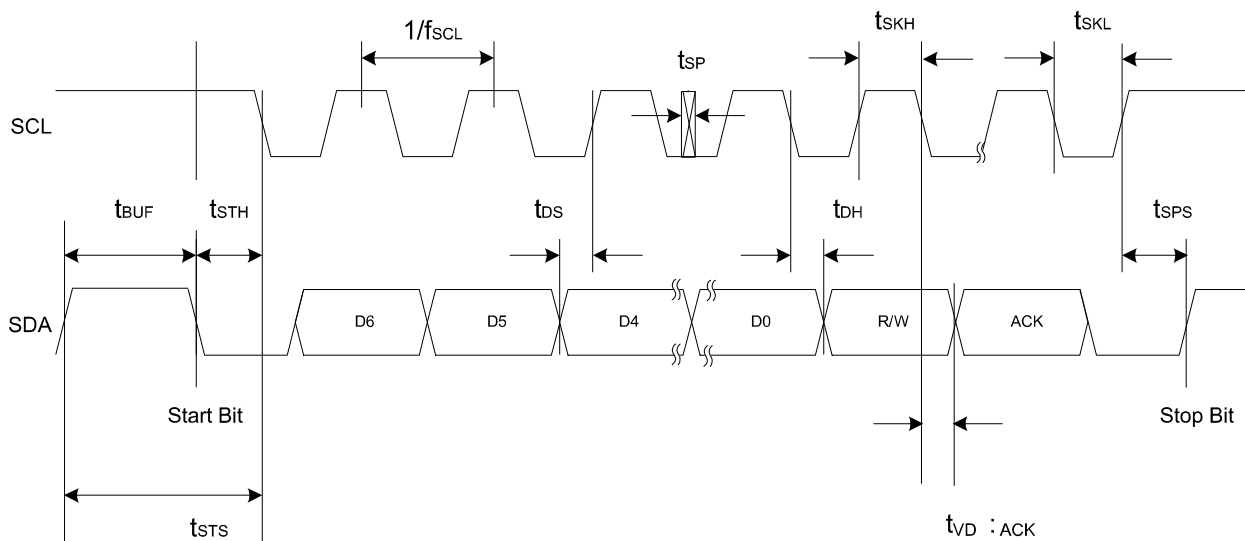 tSKH
tSKL
1/fSCL
tSP
SCL
tBUF
tSTH
tDS
tDH
tSPS
SDA
D6
D5
D4
D0
R/W
ACK
Start Bit
Stop Bit
tSTS
tVD : ACK